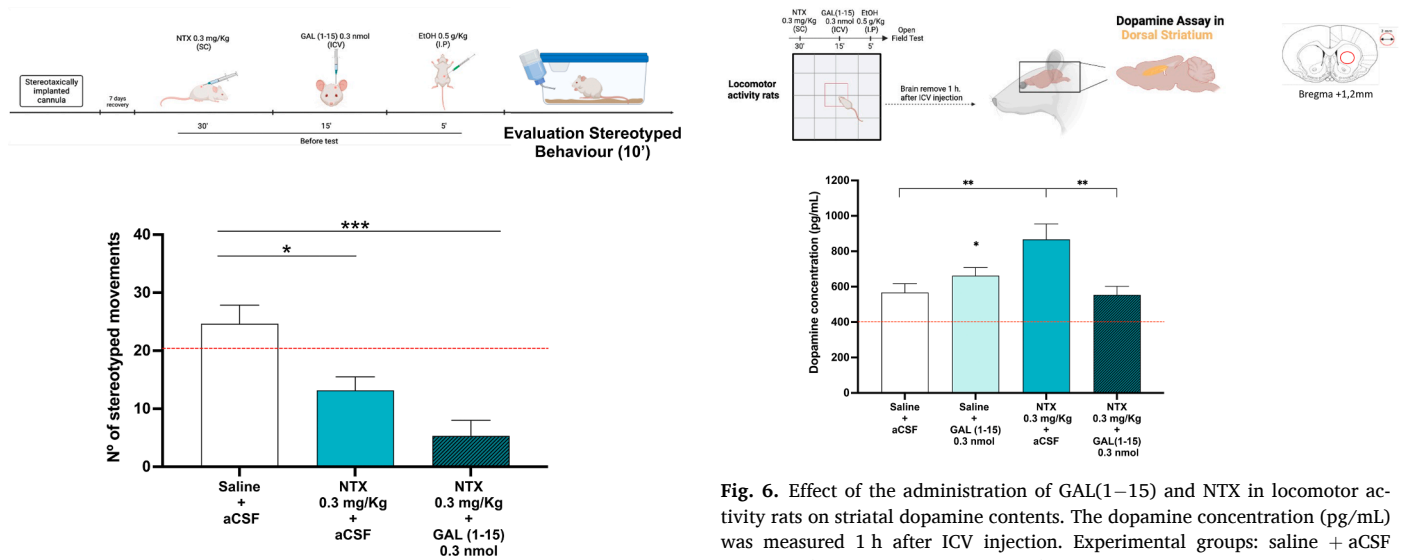 NTX
0.3 mg/Kg
(SC)
GAL (1-15) 0.3 nmol
(ICV)
EtOH 0.5 g/Kg
(I.P)
Stereotaxically
implanted
cannula
7 days
recovery
30'
15'
5'
Before test
Evaluation Stereotyped
Behaviour (10')
Nº of stereotyped movements
40
30
20
10
0
***
*
Saline
+
aCSF
NTX
0.3 mg/Kg
+
aCSF
NTX
0.3 mg/Kg
+
GAL (1-15)
0.3 nmol
NTX
0.3 mg/Kg
(SC)
GAL(1-15)
0.3 nmol
(ICV)
EtOH
0.5 g/Kg
(I.P)
30'
15'
5'
Open
Field Test
Locomotor
activity rats
Brain remove 1 h.
after ICV injection
Dopamine Assay in
Dorsal Striatium
Bregma +1,2mm
Dopamine concentration (pg/mL)
1200
1000
800
600
400
200
0
**
**
*
Saline
+
aCSF
Saline
+
GAL (1-15)
0.3 nmol
NTX
0.3 mg/Kg
+
aCSF
NTX
0.3 mg/Kg
+
GAL(1-15)
0.3 nmol
Fig. 6. Effect of the administration of GAL(1−15) and NTX in locomotor ac-
tivity rats on striatal dopamine contents. The dopamine concentration (pg/mL)
was measured 1 h after ICV injection. Experimental groups: saline + aCSF